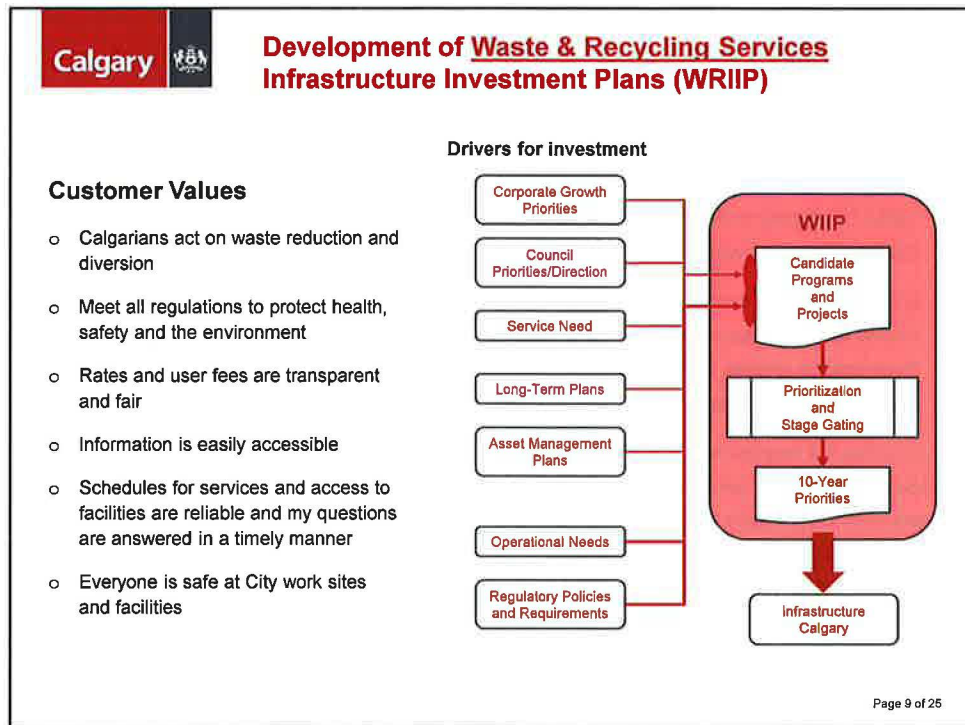 Calgary
Development of Waste & Recycling Services
Infrastructure Investment Plans (WRIIP)
Customer Values
o Calgarians act on waste reduction and
diversion
o Meet all regulations to protect health,
safety and the environment
o Rates and user fees are transparent
and fair
o Information is easily accessible
o Schedules for services and access to
facilities are reliable and my questions
are answered in a timely manner
o Everyone is safe at City work sites
and facilities
Drivers for investment
Corporate Growth
Priorities
Council
Priorities/Direction
Service Need
Long-Term Plans
Asset Management
Plans
Operational Needs
Regulatory Policies
and Requirements
WIIP
Candidate
Programs
and
Projects
Prioritization
and
Stage Gating
10-Year
Priorities
Infrastructure
Calgary
Page 9 of 25